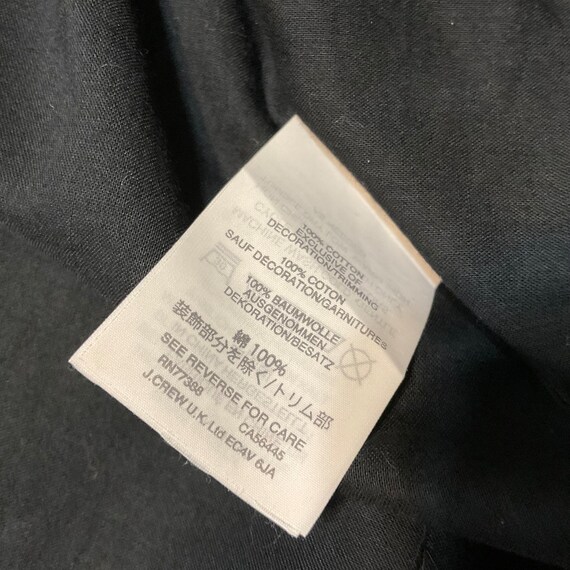 100% COTTON
EXCLUSIVE OF
DECORATION/TRIMMING
100% COTON
SAUF DÉCORATION/GARNITURES
100% BAUMWOLLE
AUSGENOMMEN
DEKORATION/BESATZ
綿 100%
装飾部分を除く/トリム部
SEE REVERSE FOR CARE
RN77388 CA56445
J.CREW U.K. Ltd EC4V 6JA